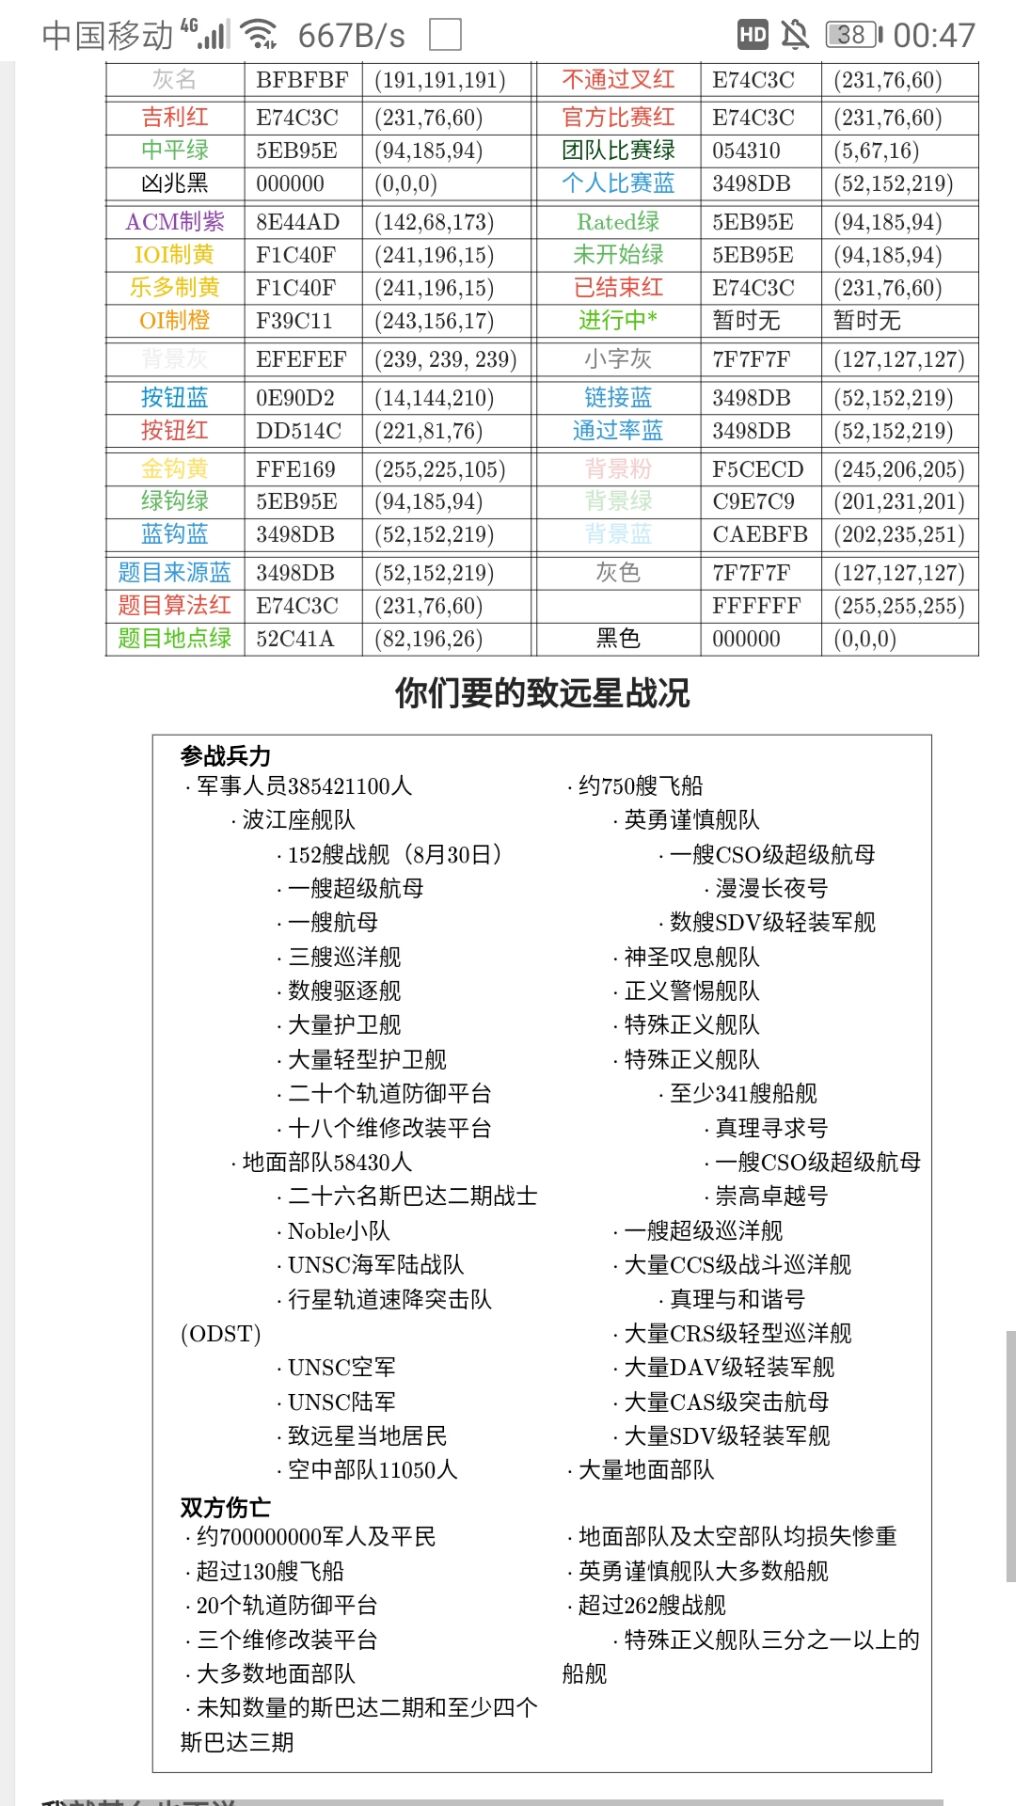 中国移动 4G 667B/s HD 38 00:47
灰名 BFBFBF (191,191,191) 不通过叉红 E74C3C (231,76,60)
吉利红 E74C3C (231,76,60) 官方比赛红 E74C3C (231,76,60)
中平绿 5EB95E (94,185,94) 团队比赛绿 054310 (5,67,16)
凶兆黑 000000 (0,0,0) 个人比赛蓝 3498DB (52,152,219)
ACM制紫 8E44AD (142,68,173) Rated绿 5EB95E (94,185,94)
IOI制黄 F1C40F (241,196,15) 未开始绿 5EB95E (94,185,94)
乐多制黄 F1C40F (241,196,15) 已结束红 E74C3C (231,76,60)
OI制橙 F39C11 (243,156,17) 进行中* 暂时无 暂时无
背景灰 EFEFEF (239, 239, 239) 小字灰 7F7F7F (127,127,127)
按钮蓝 0E90D2 (14,144,210) 链接蓝 3498DB (52,152,219)
按钮红 DD514C (221,81,76) 通过率蓝 3498DB (52,152,219)
金钩黄 FFE169 (255,225,105) 背景粉 F5CECD (245,206,205)
绿钩绿 5EB95E (94,185,94) 背景绿 C9E7C9 (201,231,201)
蓝钩蓝 3498DB (52,152,219) 背景蓝 CAEBFB (202,235,251)
题目来源蓝 3498DB (52,152,219) 灰色 7F7F7F (127,127,127)
题目算法红 E74C3C (231,76,60) FFFFFF (255,255,255)
题目地点绿 52C41A (82,196,26) 黑色 000000 (0,0,0)
你们要的致远星战况
参战兵力
· 军事人员385421100人
· 波江座舰队
· 152艘战舰（8月30日）
· 一艘超级航母
· 一艘航母
· 三艘巡洋舰
· 数艘驱逐舰
· 大量护卫舰
· 大量轻型护卫舰
· 二十个轨道防御平台
· 十八个维修改装平台
· 地面部队58430人
· 二十六名斯巴达二期战士
· Noble小队
· UNSC海军陆战队
· 行星轨道速降突击队
(ODST)
· UNSC空军
· UNSC陆军
· 致远星当地居民
· 空中部队11050人
· 约750艘飞船
· 英勇谨慎舰队
· 一艘CSO级超级航母
· 漫漫长夜号
· 数艘SDV级轻装军舰
· 神圣叹息舰队
· 正义警惕舰队
· 特殊正义舰队
· 特殊正义舰队
· 至少341艘船舰
· 真理寻求号
· 一艘CSO级超级航母
· 崇高卓越号
· 一艘超级巡洋舰
· 大量CCS级战斗巡洋舰
· 真理与和谐号
· 大量CRS级轻型巡洋舰
· 大量DAV级轻装军舰
· 大量CAS级突击航母
· 大量SDV级轻装军舰
· 大量地面部队
双方伤亡
· 约700000000军人及平民
· 超过130艘飞船
· 20个轨道防御平台
· 三个维修改装平台
· 大多数地面部队
· 未知数量的斯巴达二期和至少四个
斯巴达三期
· 地面部队及太空部队均损失惨重
· 英勇谨慎舰队大多数船舰
· 超过262艘战舰
· 特殊正义舰队三分之一以上的
船舰